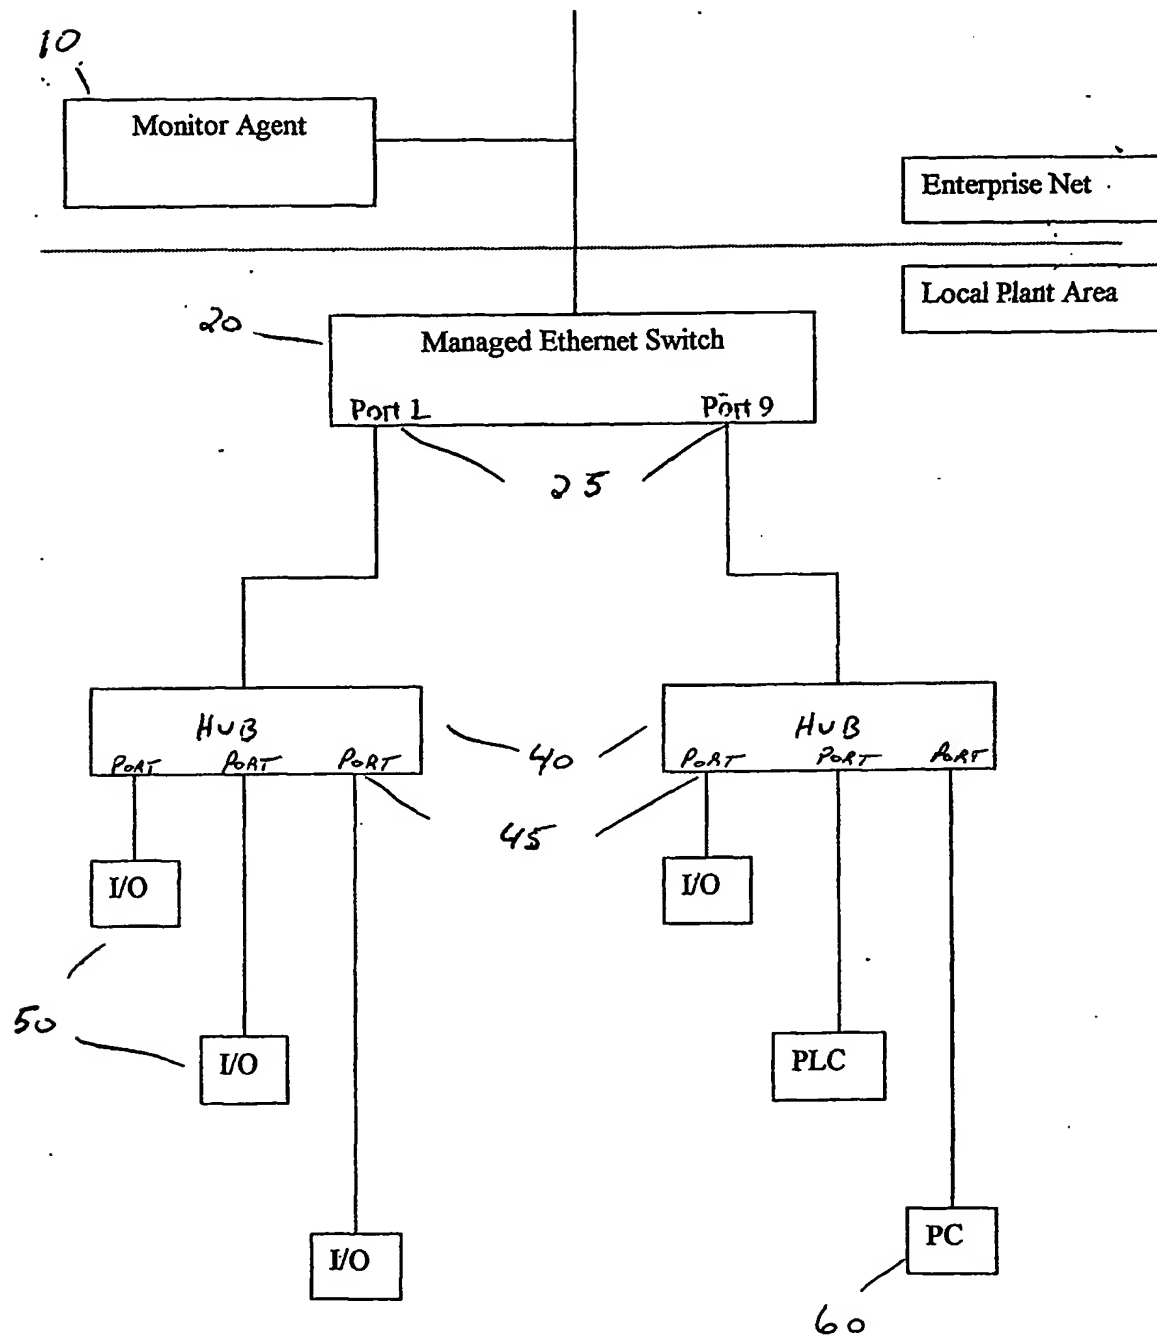 10
Monitor Agent
Enterprise Net
Local Plant Area
20
Managed Ethernet Switch
Port 1 Port 9
25
HUB HUB
40
PORT PORT PORT PORT PORT PORT
45
I/O I/O
50
I/O PLC
I/O PC
60